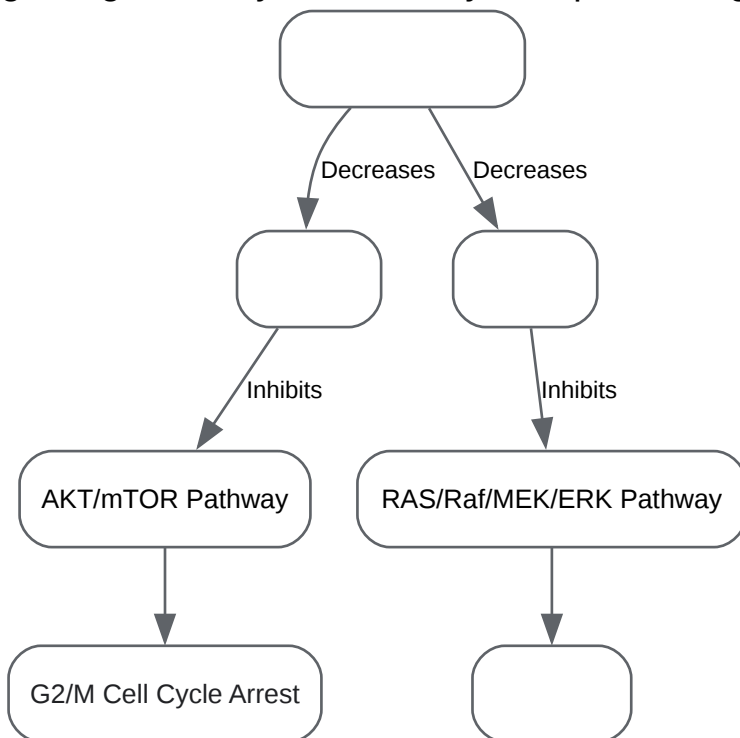 Decreases Decreases
Inhibits Inhibits
AKT/mTOR Pathway RAS/Raf/MEK/ERK Pathway
G2/M Cell Cycle Arrest